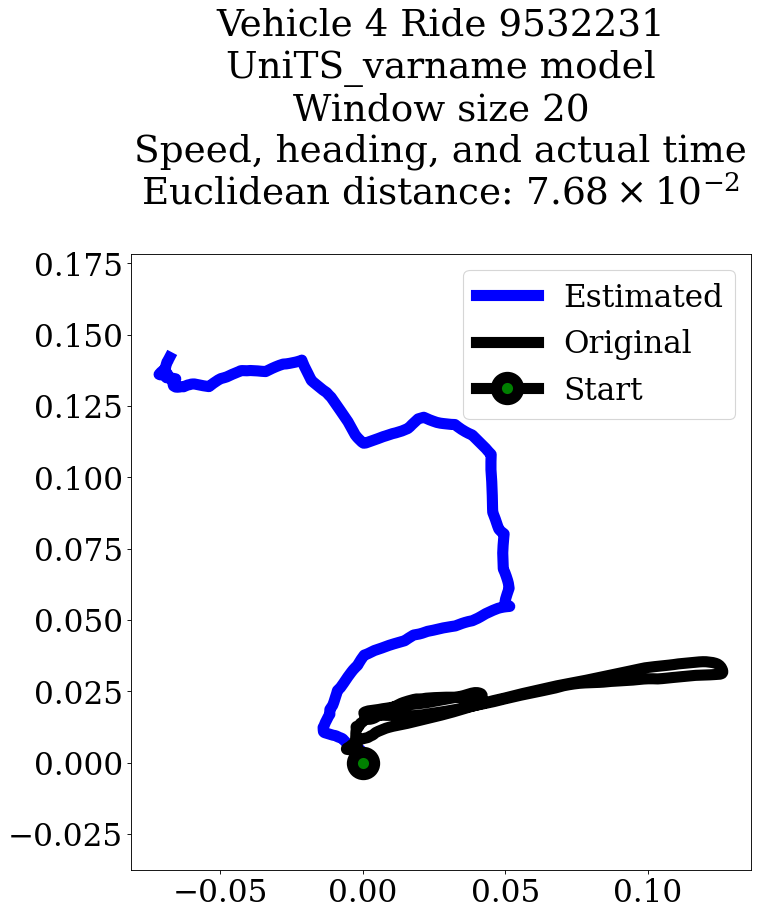 Vehicle 4 Ride 9532231
UniTS_varname model
Window size 20
Speed, heading, and actual time
Euclidean distance: 7.68 × 10⁻²
0.175
0.150
0.125
0.100
0.075
0.050
0.025
0.000
−0.025
Estimated
Original
Start
−0.05 0.00 0.05 0.10